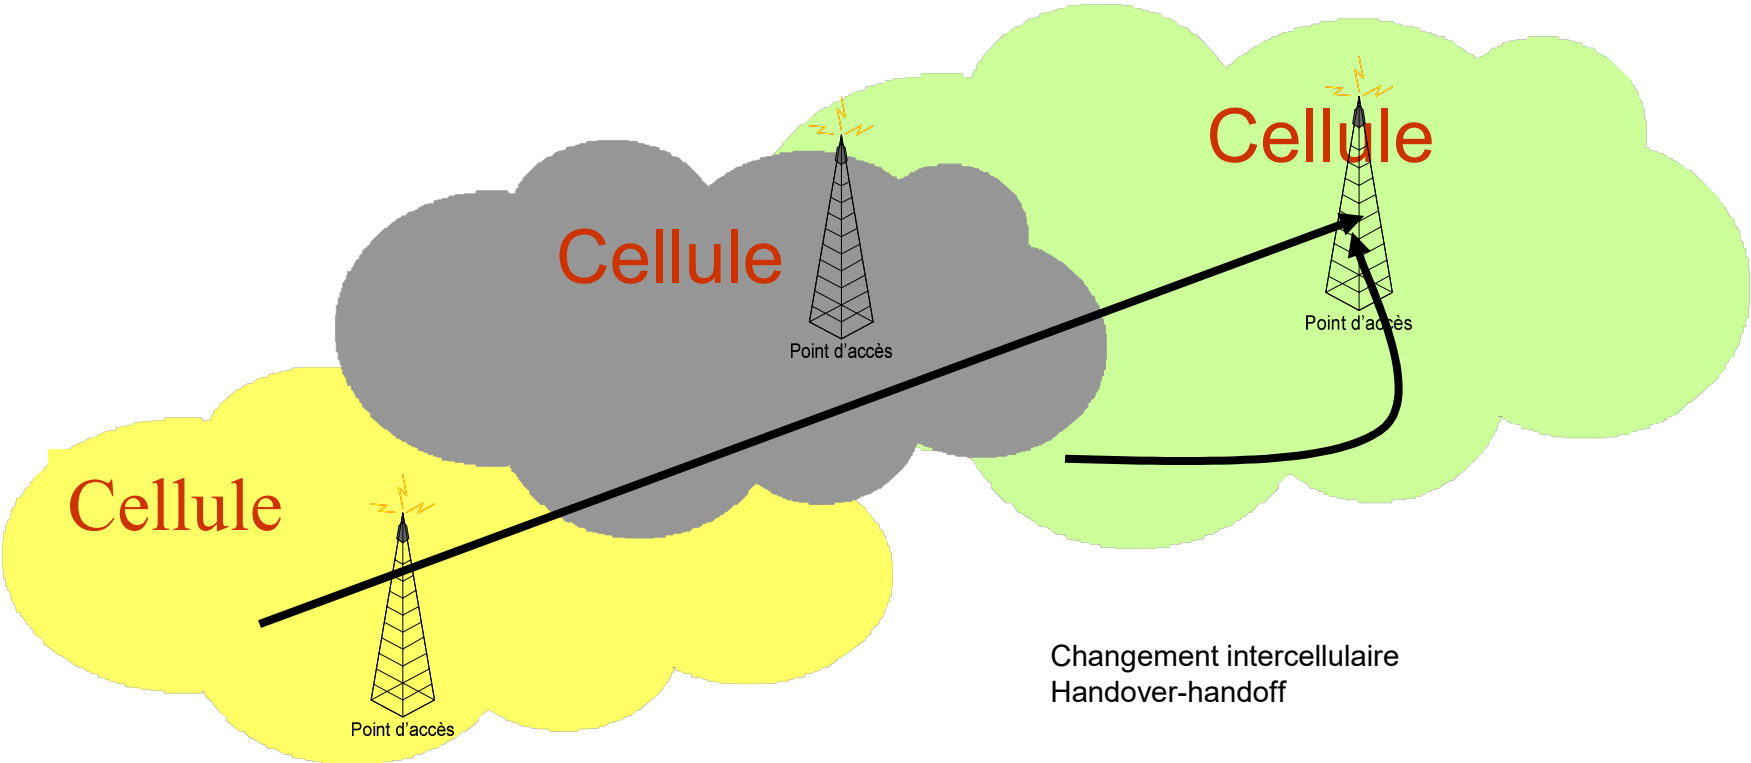 Cellule
Cellule
Point d’accès
Point d’accès
Cellule
Point d’accès
Changement intercellulaire
Handover-handoff